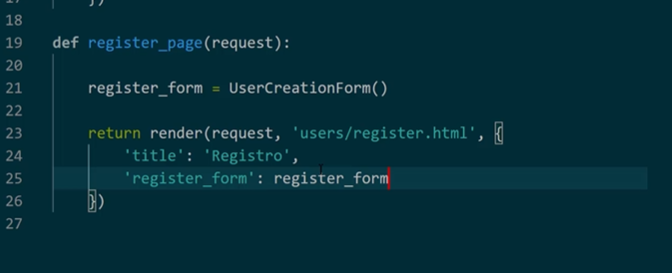 17 })
18
19 def register_page(request):
20
21 register_form = UserCreationForm()
22
23 return render(request, 'users/register.html', {
24 'title': 'Registro',
25 'register_form': register_form
26 })
27